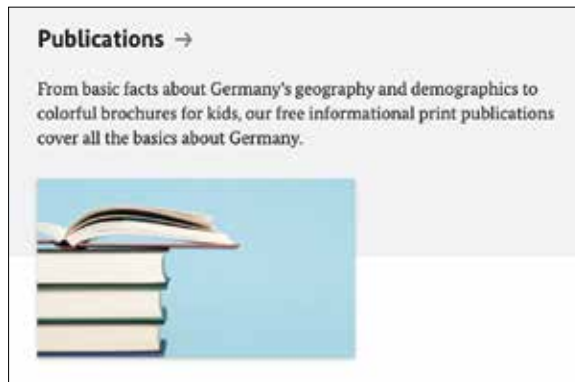 Publications →
From basic facts about Germany's geography and demographics to
colorful brochures for kids, our free informational print publications
cover all the basics about Germany.